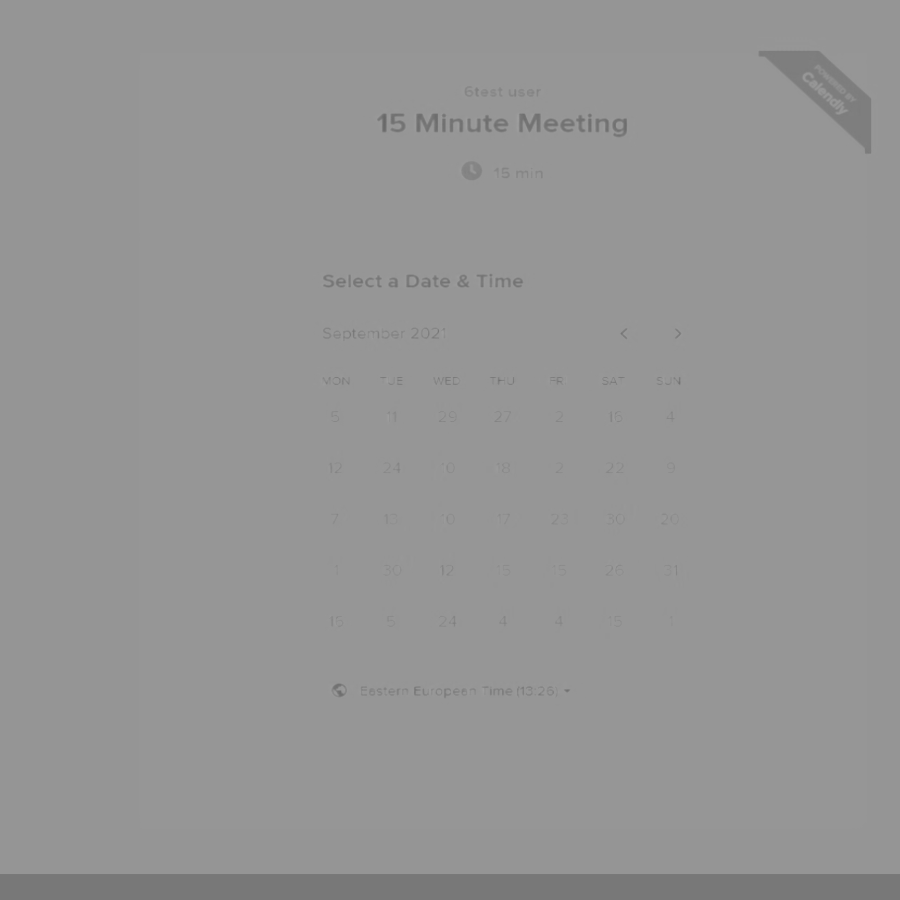 POWERED BY
Calendly
6test user
15 Minute Meeting
15 min
Select a Date & Time
September 2021
MON TUE WED THU FRI SAT SUN
5 11 29 27 2 16 4
12 24 10 18 2 22 9
7 13 10 17 23 30 20
1 30 12 15 15 26 31
15 5 24 4 4 15 1
Eastern European Time (13:26)